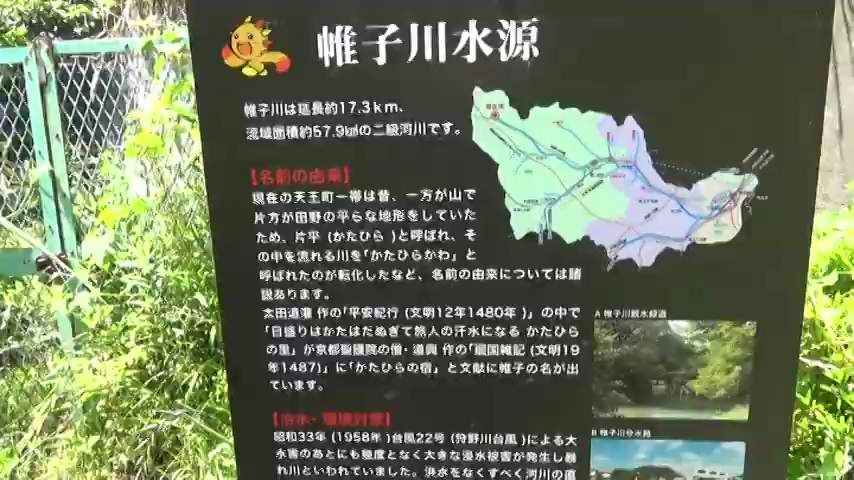 帷子川水源
帷子川は延長約17.3km、
流域面積約57.9k㎡の二級河川です。
【名前の由来】
現在の天王町一帯は昔、一方が山で
片方が田野の平らな地形をしていた
ため、片平（かたひら）と呼ばれ、そ
の中を流れる川を「かたひらかわ」と
呼ばれたのが転化したなど、名前の由来については諸
説あります。
太田道灌 作の「平安紀行（文明12年1480年）」の中で
「日盛りはかたはだぬぎて旅人の汗水になる かたひら
の里」が京都聖護院の僧・道興 作の「廻国雑記（文明19
年1487）」に「かたひらの宿」と文献に帷子の名が出
ています。
【治水・環境対策】
昭和33年（1958年）台風22号（狩野川台風）による大
水害のあとにも幾度となく大きな浸水被害が発生し暴
れ川といわれていました。洪水をなくすべく河川の直
A 帷子川親水緑道
B 帷子川分水路